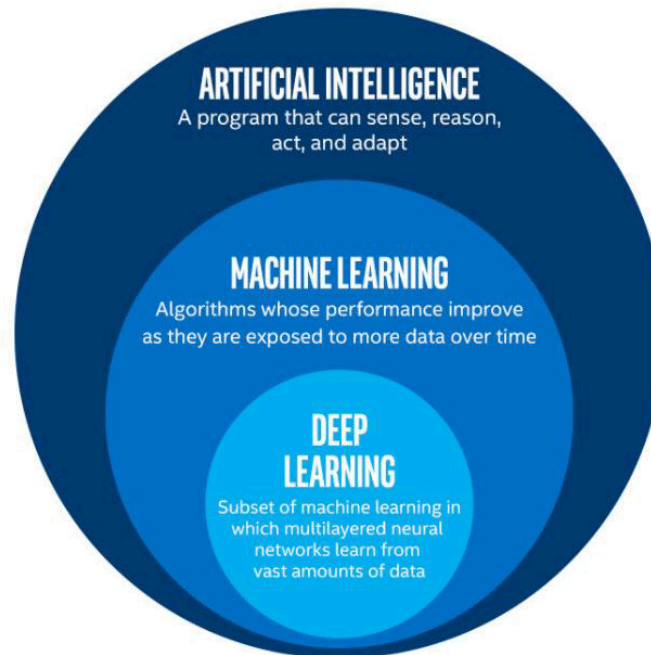 ARTIFICIAL INTELLIGENCE
A program that can sense, reason,
act, and adapt
MACHINE LEARNING
Algorithms whose performance improve
as they are exposed to more data over time
DEEP
LEARNING
Subset of machine learning in
which multilayered neural
networks learn from
vast amounts of data